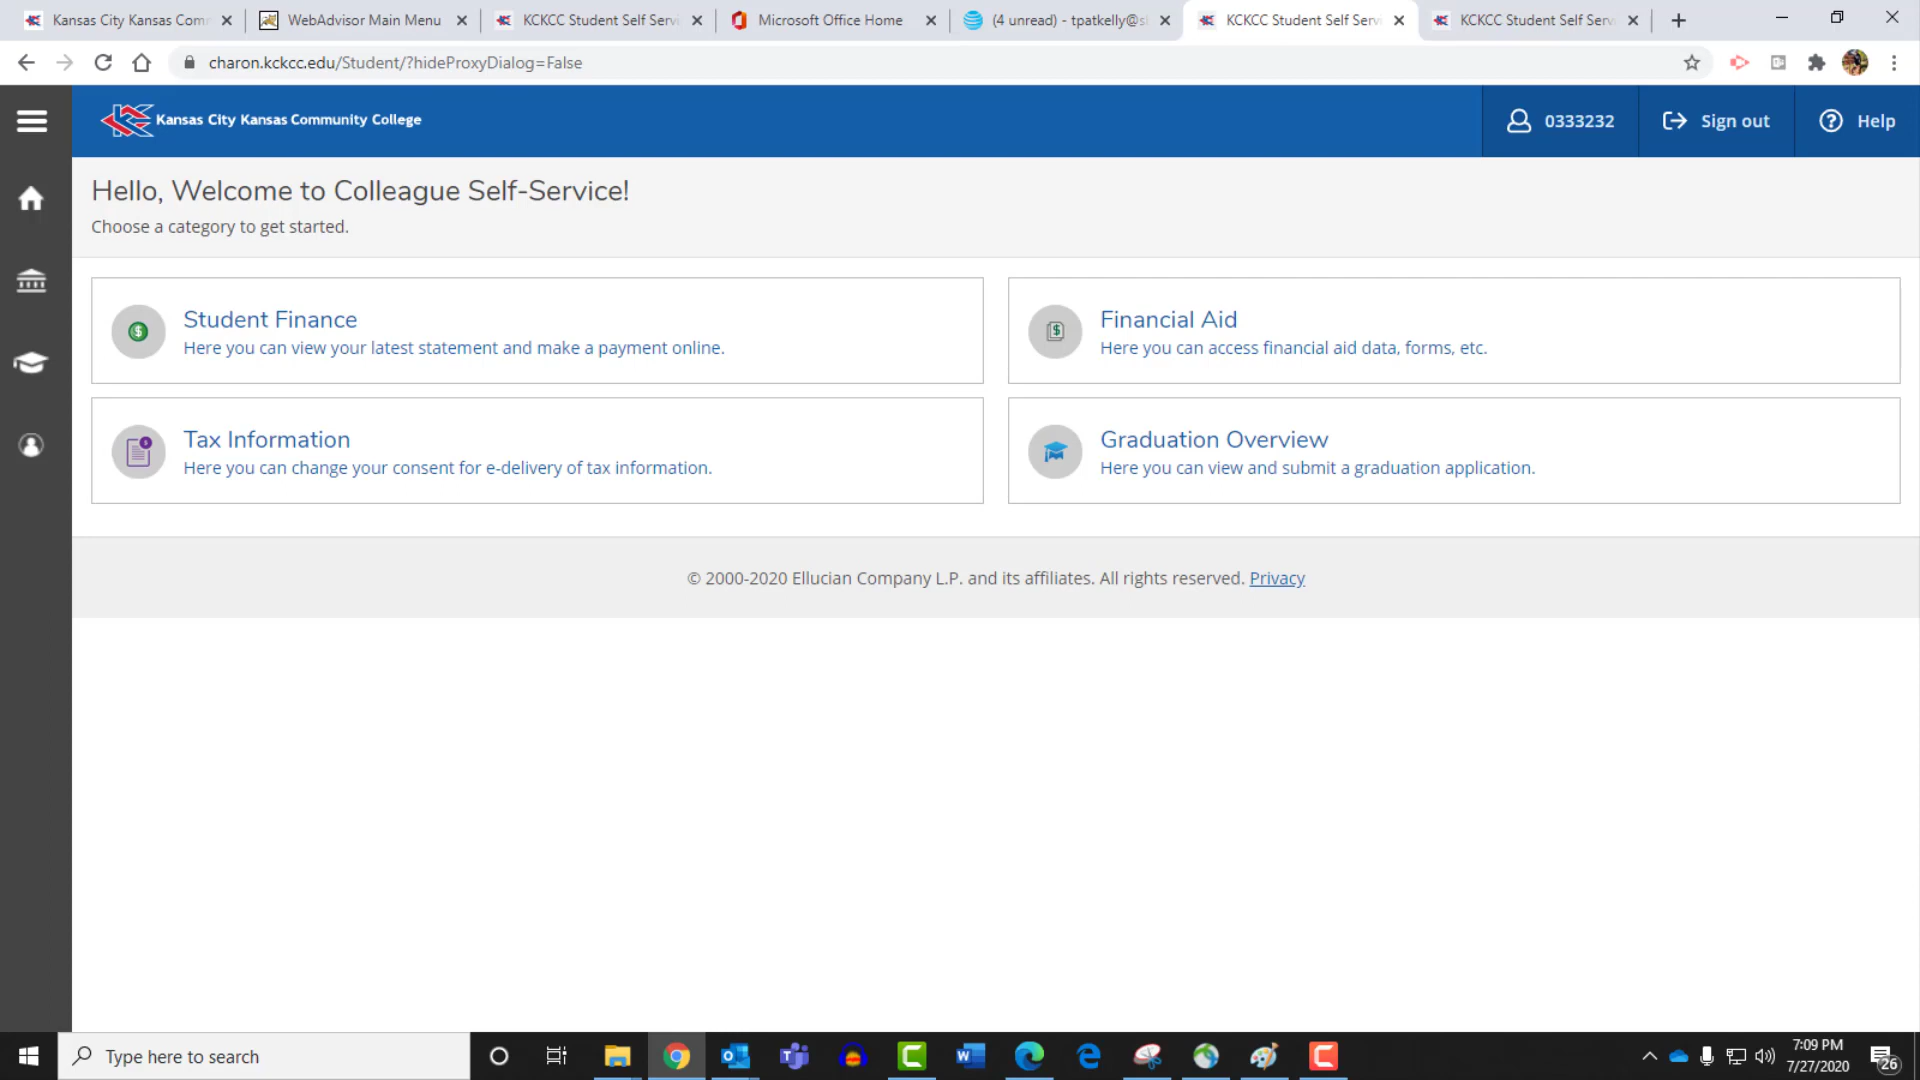 Kansas City Kansas Com
WebAdvisor Main Menu
KCKCC Student Self Servi
Microsoft Office Home
(4 unread) - tpatkelly@s
KCKCC Student Self Servi
KCKCC Student Self Serv
charon.kckcc.edu/Student/?hideProxyDialog=False
Kansas City Kansas Community College
0333232
Sign out
Help
Hello, Welcome to Colleague Self-Service!
Choose a category to get started.
Student Finance
Here you can view your latest statement and make a payment online.
Financial Aid
Here you can access financial aid data, forms, etc.
Tax Information
Here you can change your consent for e-delivery of tax information.
Graduation Overview
Here you can view and submit a graduation application.
© 2000-2020 Ellucian Company L.P. and its affiliates. All rights reserved. Privacy
Type here to search
7:09 PM
7/27/2020
26